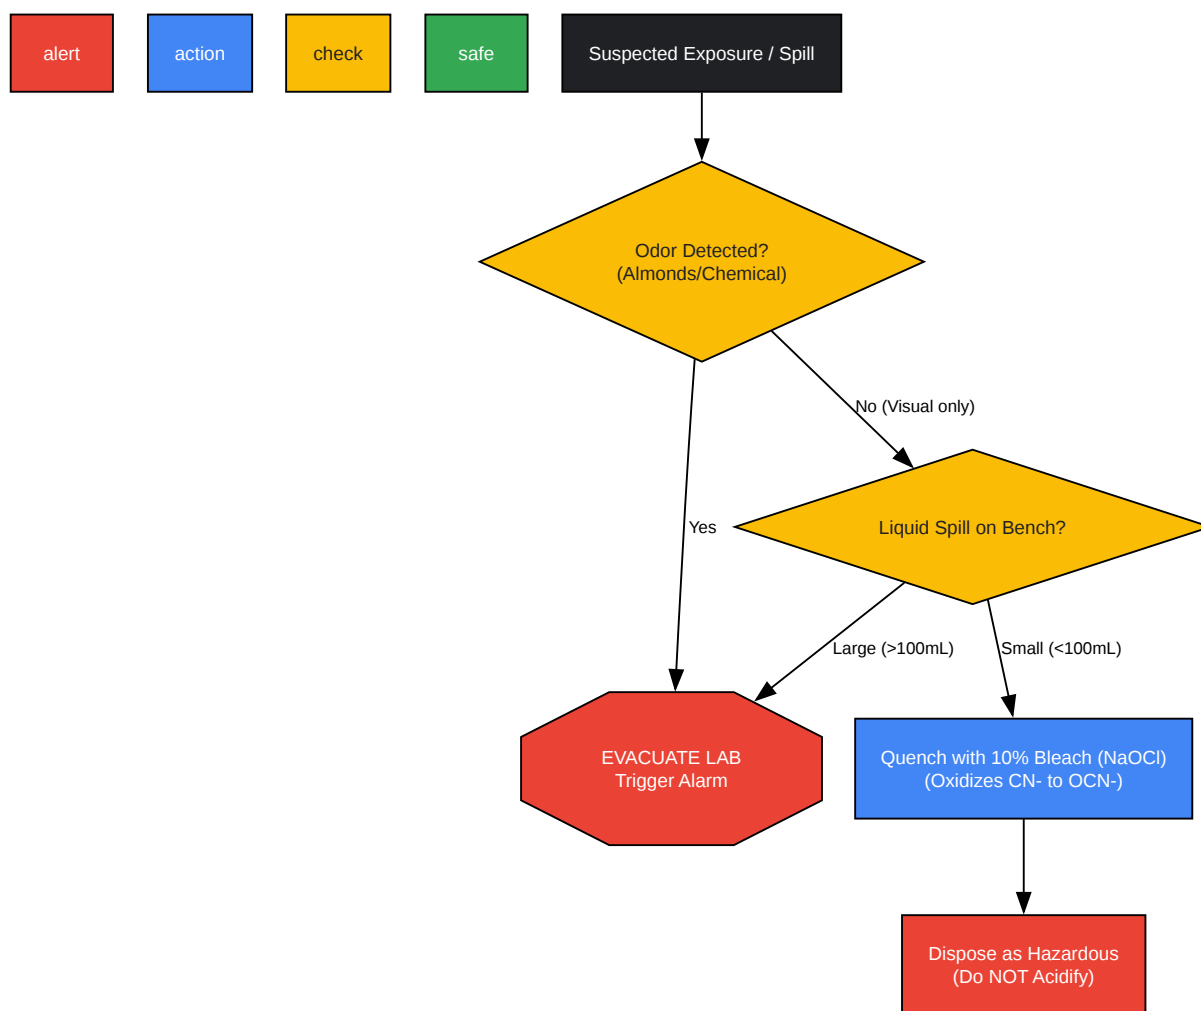 alert
action
check
safe
Suspected Exposure / Spill
Odor Detected?
(Almonds/Chemical)
No (Visual only)
Yes
Liquid Spill on Bench?
Large (>100mL)
Small (<100mL)
EVACUATE LAB
Trigger Alarm
Quench with 10% Bleach (NaOCl)
(Oxidizes CN- to OCN-)
Dispose as Hazardous
(Do NOT Acidify)